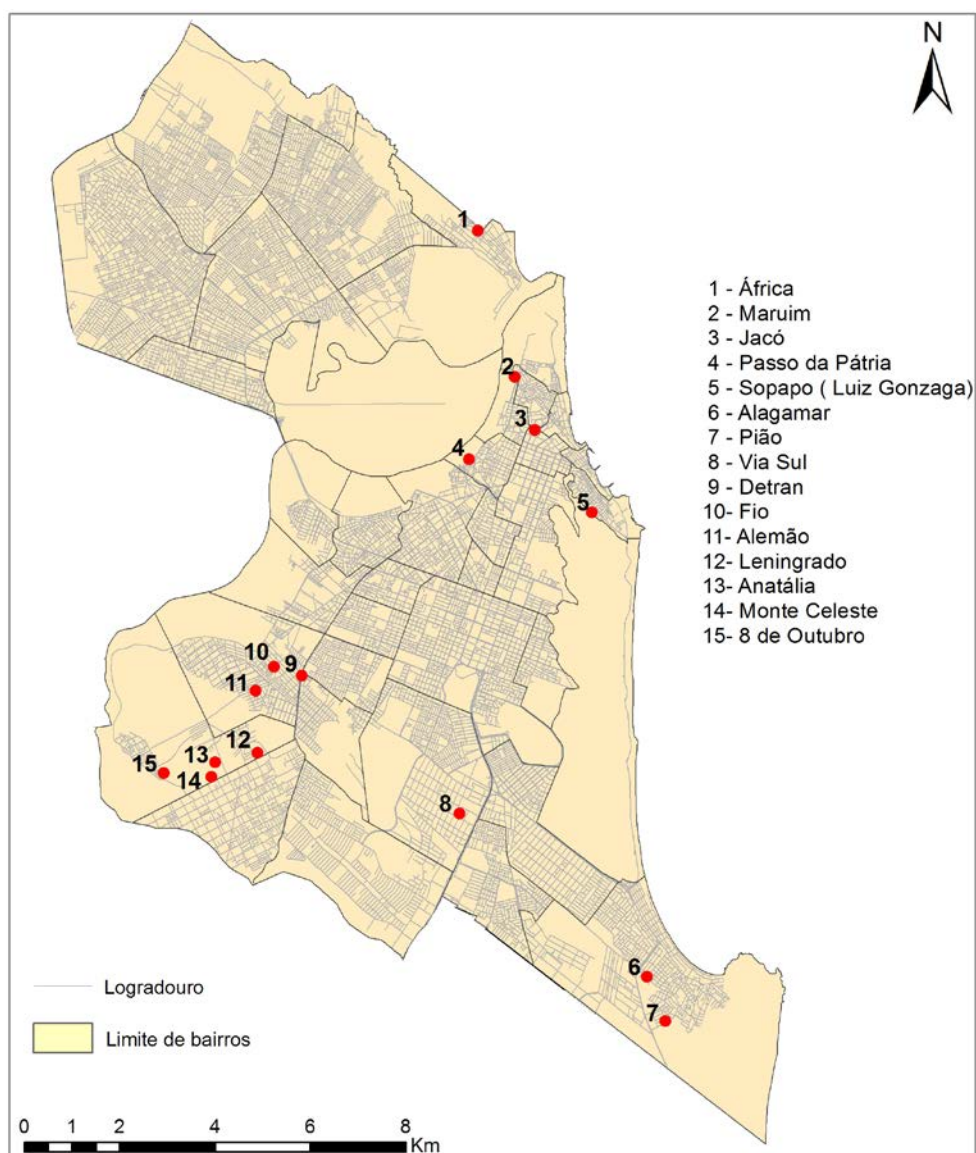 N
1
2
3
4
5
10
9
11
12
13
15
14
8
6
7
1 - África
2 - Maruim
3 - Jacó
4 - Passo da Pátria
5 - Sopapo ( Luiz Gonzaga)
6 - Alagamar
7 - Pião
8 - Via Sul
9 - Detran
10- Fio
11- Alemão
12- Leningrado
13- Anatália
14- Monte Celeste
15- 8 de Outubro
Logradouro
Limite de bairros
0 1 2 4 6 8
Km